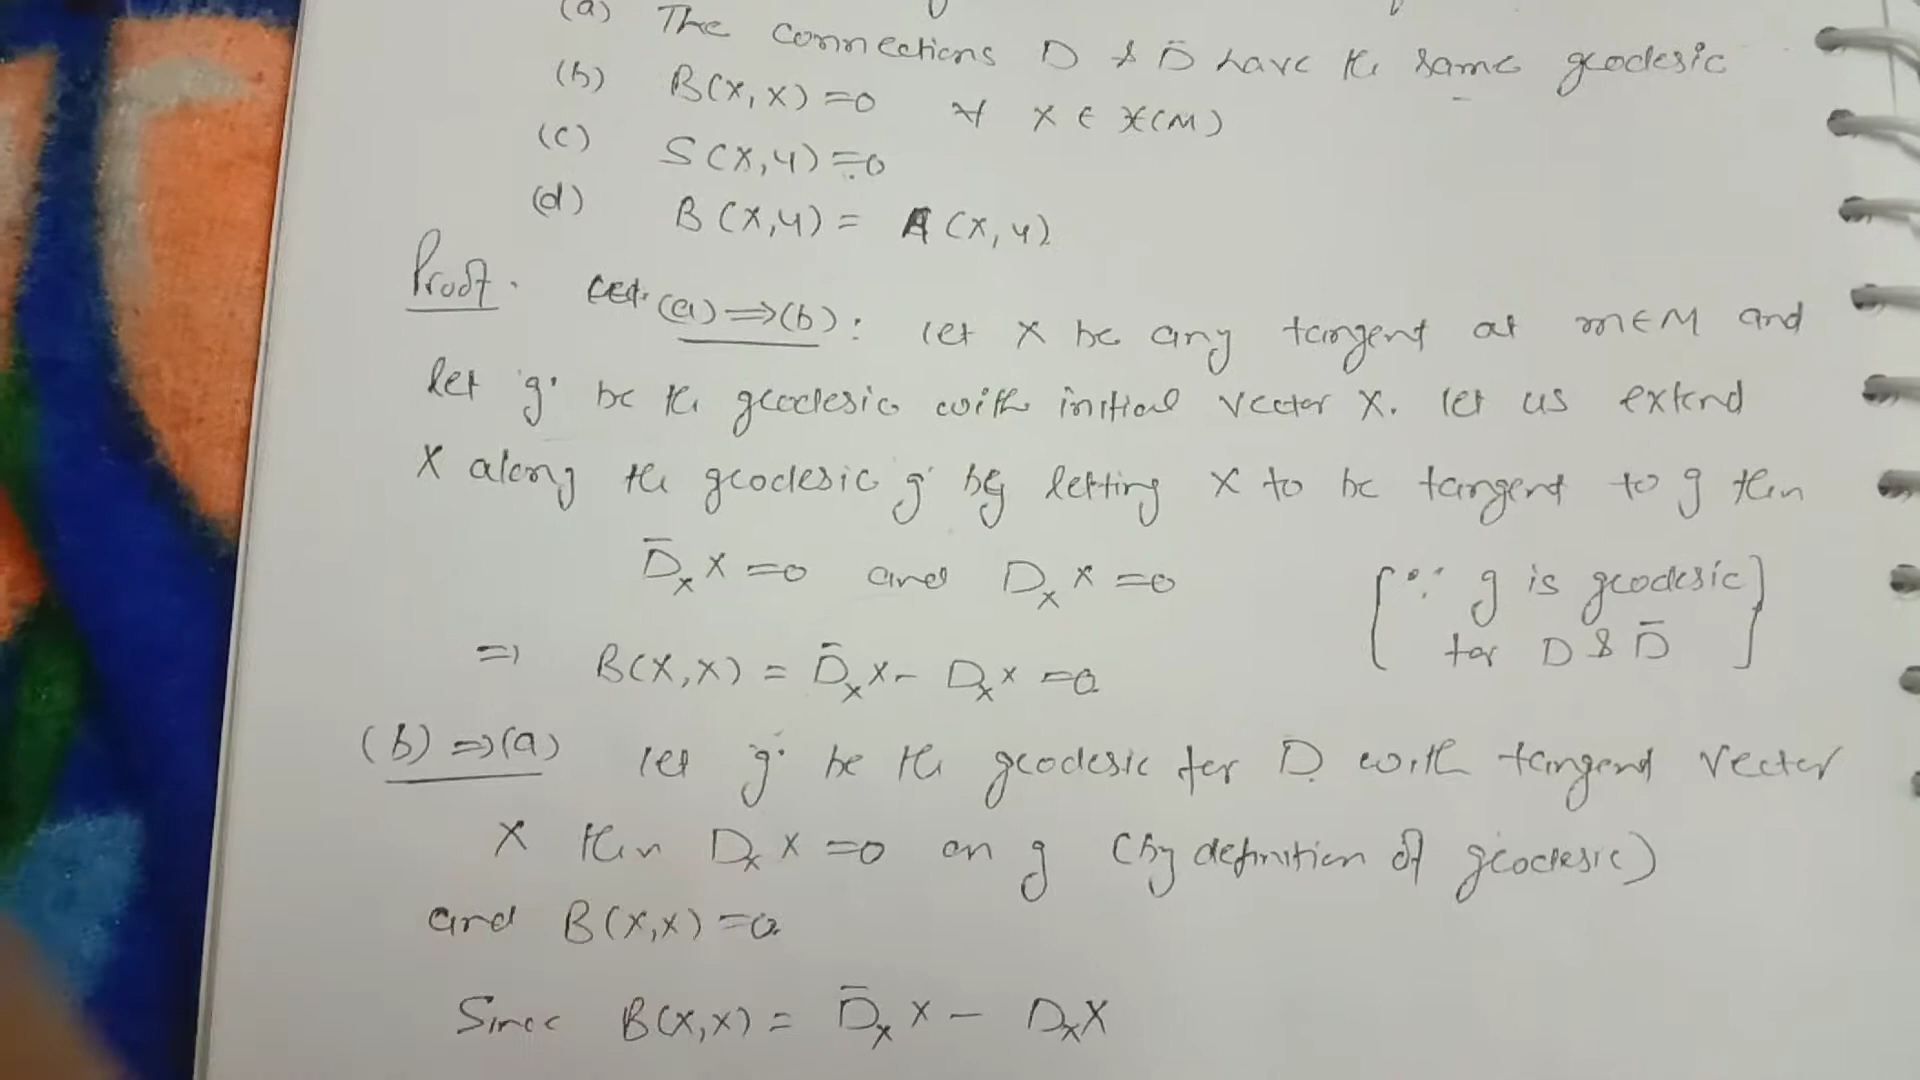 (a) The connections D & D̄ have the same geodesic
(b) B(X,X) = 0 ∀ X ∈ 𝔛(M)
(c) S(X,Y) = 0
(d) B(X,Y) = A(X,Y)
Proof. (a) ⇒ (b): let X be any tangent at m ∈ M and
let 'g' be the geodesic with initial vector X. let us extend
X along the geodesic g by letting X to be tangent to g then
D̄ₓX = 0 and DₓX = 0 [∵ g is geodesic
for D & D̄]
⇒ B(X,X) = D̄ₓX - DₓX = 0
(b) ⇒ (a) let g be the geodesic for D with tangent vector
X then DₓX = 0 on g (by definition of geodesic)
and B(X,X) = 0.
Since B(X,X) = D̄ₓX - DₓX